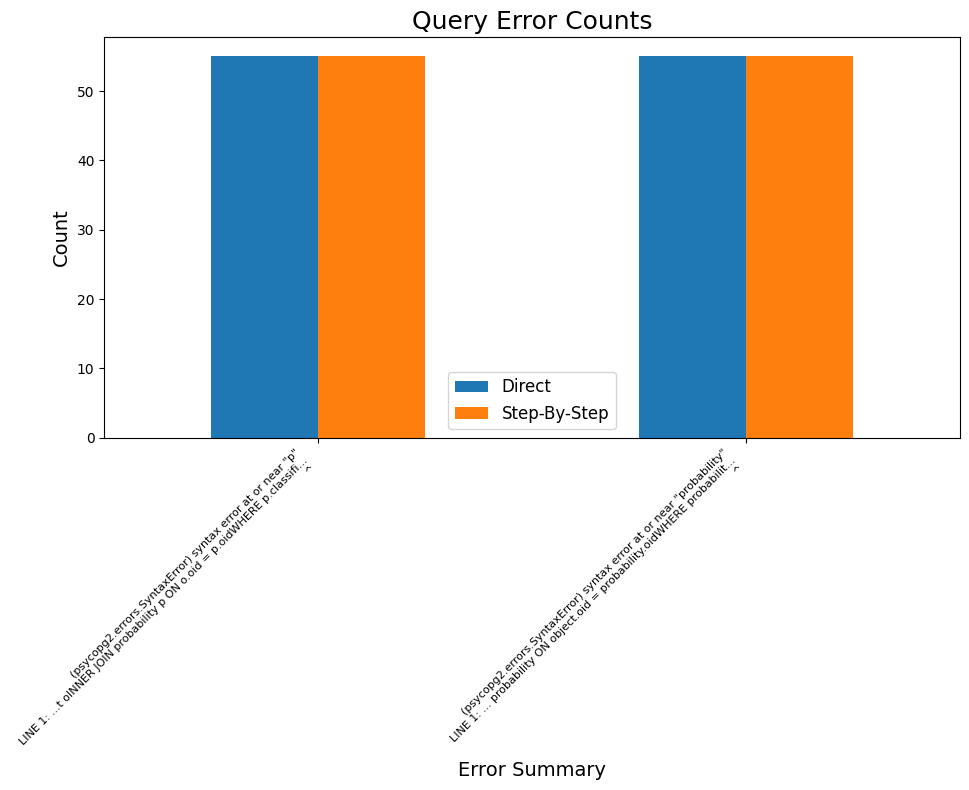 Query Error Counts
Count
50
40
30
20
10
0
Direct
Step-By-Step
(psycopg2.errors.SyntaxError) syntax error at or near "p"
LINE 1: ...t oINNER JOIN probability p ON o.oid = p.oidWHERE p.classifi...
^
(psycopg2.errors.SyntaxError) syntax error at or near "probability"
LINE 1: ... probability ON object.oid = probability.oidWHERE probabilit...
^
Error Summary